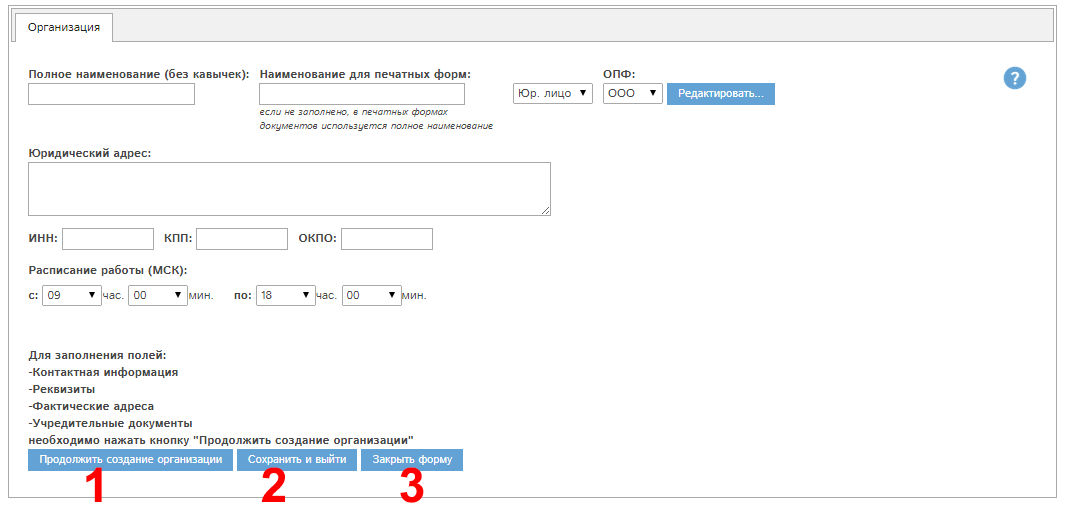 Организация
Полное наименование (без кавычек): Наименование для печатных форм: ОПФ:
Юр. лицо ООО Редактировать... ?
если не заполнено, в печатных формах
документов используется полное наименование
Юридический адрес:
ИНН: КПП: ОКПО:
Расписание работы (МСК):
с: 09 час. 00 мин. по: 18 час. 00 мин.
Для заполнения полей:
-Контактная информация
-Реквизиты
-Фактические адреса
-Учредительные документы
необходимо нажать кнопку "Продолжить создание организации"
Продолжить создание организации Сохранить и выйти Закрыть форму
1 2 3